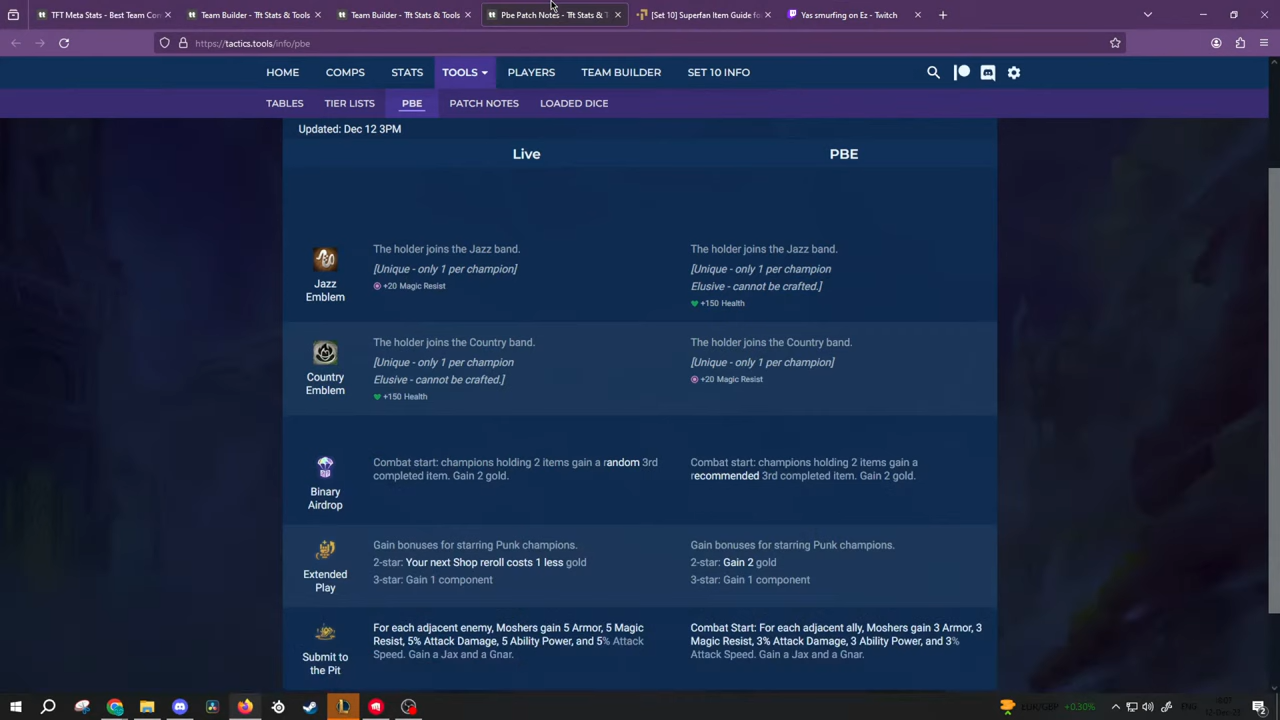 TFT Meta Stats - Best Team Com
Team Builder - Tft Stats & Tools
Team Builder - Tft Stats & Tools
Pbe Patch Notes - Tft Stats & T
[Set 10] Superfan Item Guide fo
Yas smurfing on Ez - Twitch
https://tactics.tools/info/pbe
HOME COMPS STATS TOOLS PLAYERS TEAM BUILDER SET 10 INFO
TABLES TIER LISTS PBE PATCH NOTES LOADED DICE
Updated: Dec 12 3PM
Live PBE
Jazz
Emblem
The holder joins the Jazz band.
[Unique - only 1 per champion]
+20 Magic Resist
The holder joins the Jazz band.
[Unique - only 1 per champion
Elusive - cannot be crafted.]
+150 Health
Country
Emblem
The holder joins the Country band.
[Unique - only 1 per champion
Elusive - cannot be crafted.]
+150 Health
The holder joins the Country band.
[Unique - only 1 per champion]
+20 Magic Resist
Binary
Airdrop
Combat start: champions holding 2 items gain a random 3rd
completed item. Gain 2 gold.
Combat start: champions holding 2 items gain a
recommended 3rd completed item. Gain 2 gold.
Extended
Play
Gain bonuses for starring Punk champions.
2-star: Your next Shop reroll costs 1 less gold
3-star: Gain 1 component
Gain bonuses for starring Punk champions.
2-star: Gain 2 gold
3-star: Gain 1 component
Submit to
the Pit
For each adjacent enemy, Moshers gain 5 Armor, 5 Magic
Resist, 5% Attack Damage, 5 Ability Power, and 5% Attack
Speed. Gain a Jax and a Gnar.
Combat Start: For each adjacent ally, Moshers gain 3 Armor, 3
Magic Resist, 3% Attack Damage, 3 Ability Power, and 3%
Attack Speed. Gain a Jax and a Gnar.
EUR/GBP +0.30%
ENG